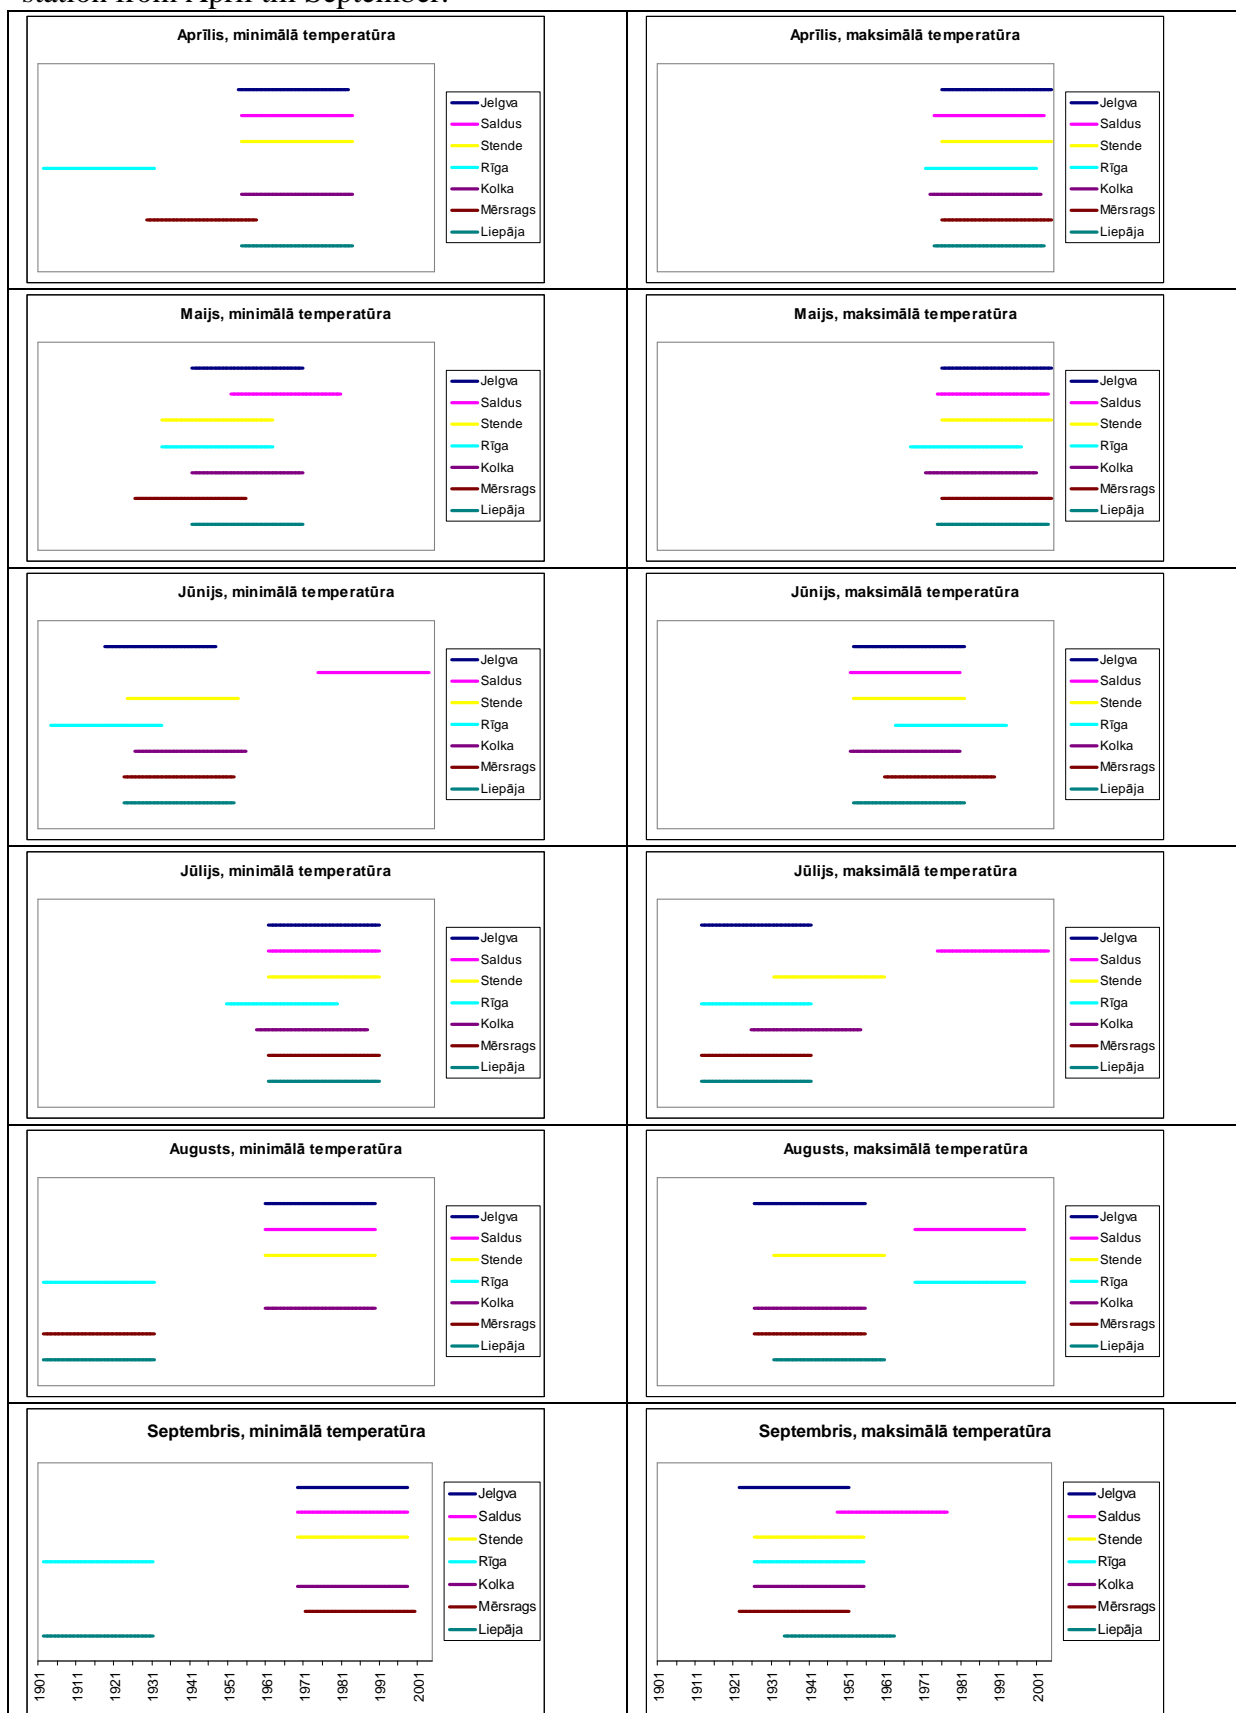 station from April till September.
Aprīlis, minimālā temperatūra
Jelgva
Saldus
Stende
Rīga
Kolka
Mērsrags
Liepāja
Aprīlis, maksimālā temperatūra
Jelgva
Saldus
Stende
Rīga
Kolka
Mērsrags
Liepāja
Maijs, minimālā temperatūra
Jelgva
Saldus
Stende
Rīga
Kolka
Mērsrags
Liepāja
Maijs, maksimālā temperatūra
Jelgva
Saldus
Stende
Rīga
Kolka
Mērsrags
Liepāja
Jūnijs, minimālā temperatūra
Jelgva
Saldus
Stende
Rīga
Kolka
Mērsrags
Liepāja
Jūnijs, maksimālā temperatūra
Jelgva
Saldus
Stende
Rīga
Kolka
Mērsrags
Liepāja
Jūlijs, minimālā temperatūra
Jelgva
Saldus
Stende
Rīga
Kolka
Mērsrags
Liepāja
Jūlijs, maksimālā temperatūra
Jelgva
Saldus
Stende
Rīga
Kolka
Mērsrags
Liepāja
Augusts, minimālā temperatūra
Jelgva
Saldus
Stende
Rīga
Kolka
Mērsrags
Liepāja
Augusts, maksimālā temperatūra
Jelgva
Saldus
Stende
Rīga
Kolka
Mērsrags
Liepāja
Septembris, minimālā temperatūra
Jelgva
Saldus
Stende
Rīga
Kolka
Mērsrags
Liepāja
1901 1911 1921 1931 1941 1951 1961 1971 1981 1991 2001
Septembris, maksimālā temperatūra
Jelgva
Saldus
Stende
Rīga
Kolka
Mērsrags
Liepāja
1901 1911 1921 1931 1941 1951 1961 1971 1981 1991 2001